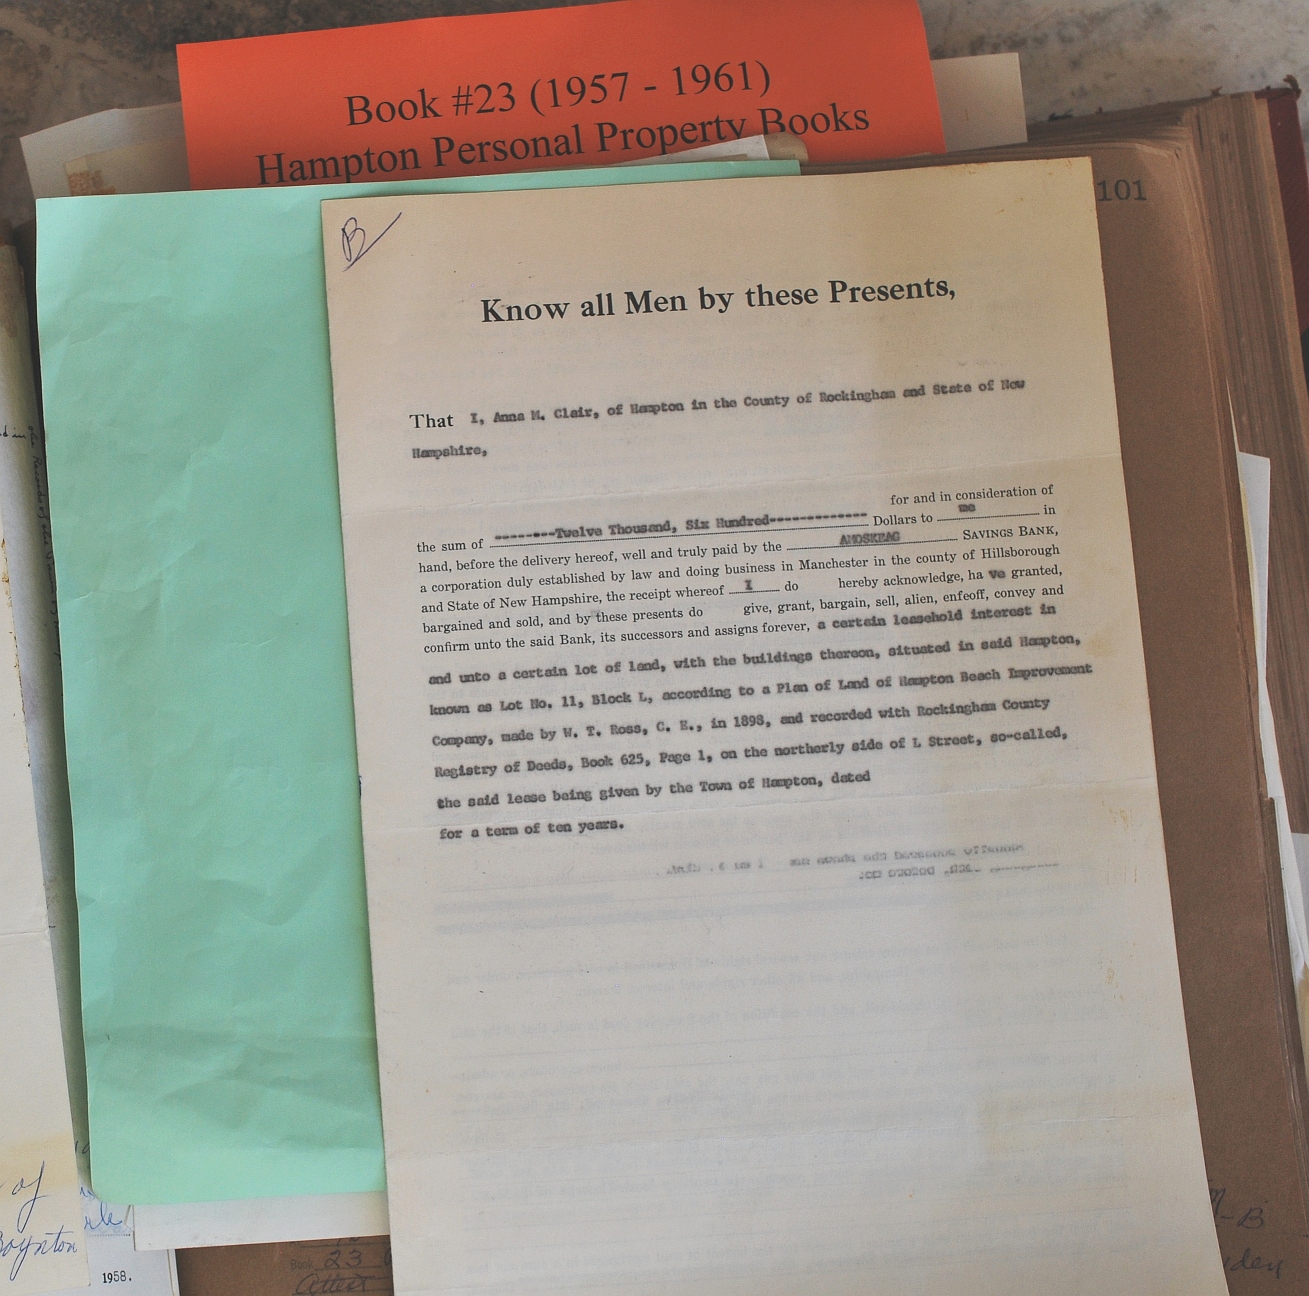 Book #23 (1957 - 1961)
Hampton Personal Property Books
101
B
Know all Men by these Presents,
That I, Anna M. Clair, of Hampton in the County of Rockingham and State of New
Hampshire,
for and in consideration of
the sum of --------Twelve Thousand, Six Hundred------------- Dollars to me in
hand, before the delivery hereof, well and truly paid by the AMOSKEAG SAVINGS BANK,
a corporation duly established by law and doing business in Manchester in the county of Hillsborough
and State of New Hampshire, the receipt whereof I do hereby acknowledge, ha ve granted,
bargained and sold, and by these presents do give, grant, bargain, sell, alien, enfeoff, convey and
confirm unto the said Bank, its successors and assigns forever, a certain leasehold interest in
and unto a certain lot of land, with the buildings thereon, situated in said Hampton,
known as Lot No. 11, Block L, according to a Plan of Land of Hampton Beach Improvement
Company, made by W. T. Ross, C. E., in 1898, and recorded with Rockingham County
Registry of Deeds, Book 625, Page 1, on the northerly side of L Street, so-called,
the said lease being given by the Town of Hampton, dated
for a term of ten years.
of
Boynton
1958.
Book 23
Attest
-B